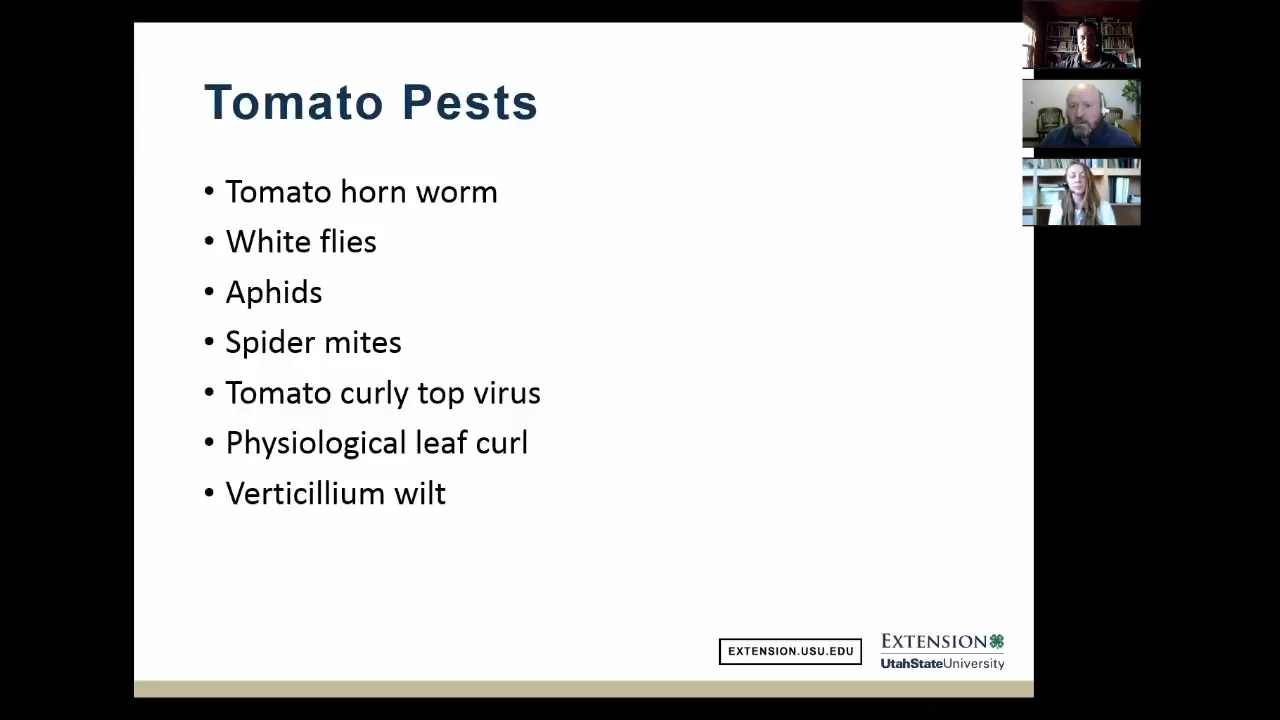 Tomato Pests
• Tomato horn worm
• White flies
• Aphids
• Spider mites
• Tomato curly top virus
• Physiological leaf curl
• Verticillium wilt
EXTENSION.USU.EDU
EXTENSION
UtahStateUniversity